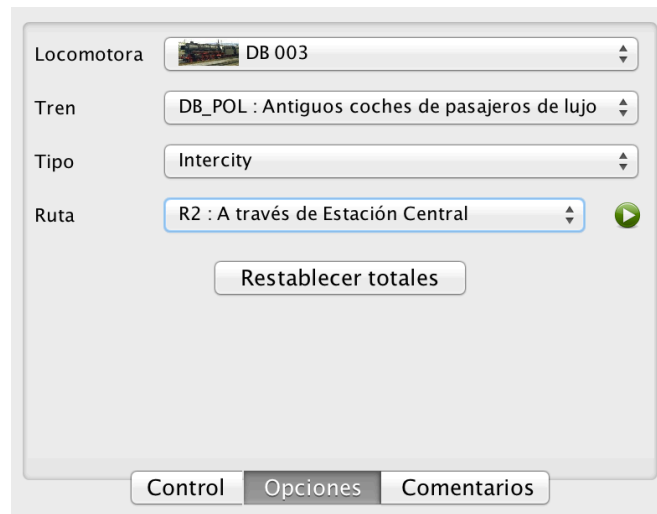 Locomotora DB 003
Tren DB_POL : Antiguos coches de pasajeros de lujo
Tipo Intercity
Ruta R2 : A través de Estación Central
Restablecer totales
Control Opciones Comentarios